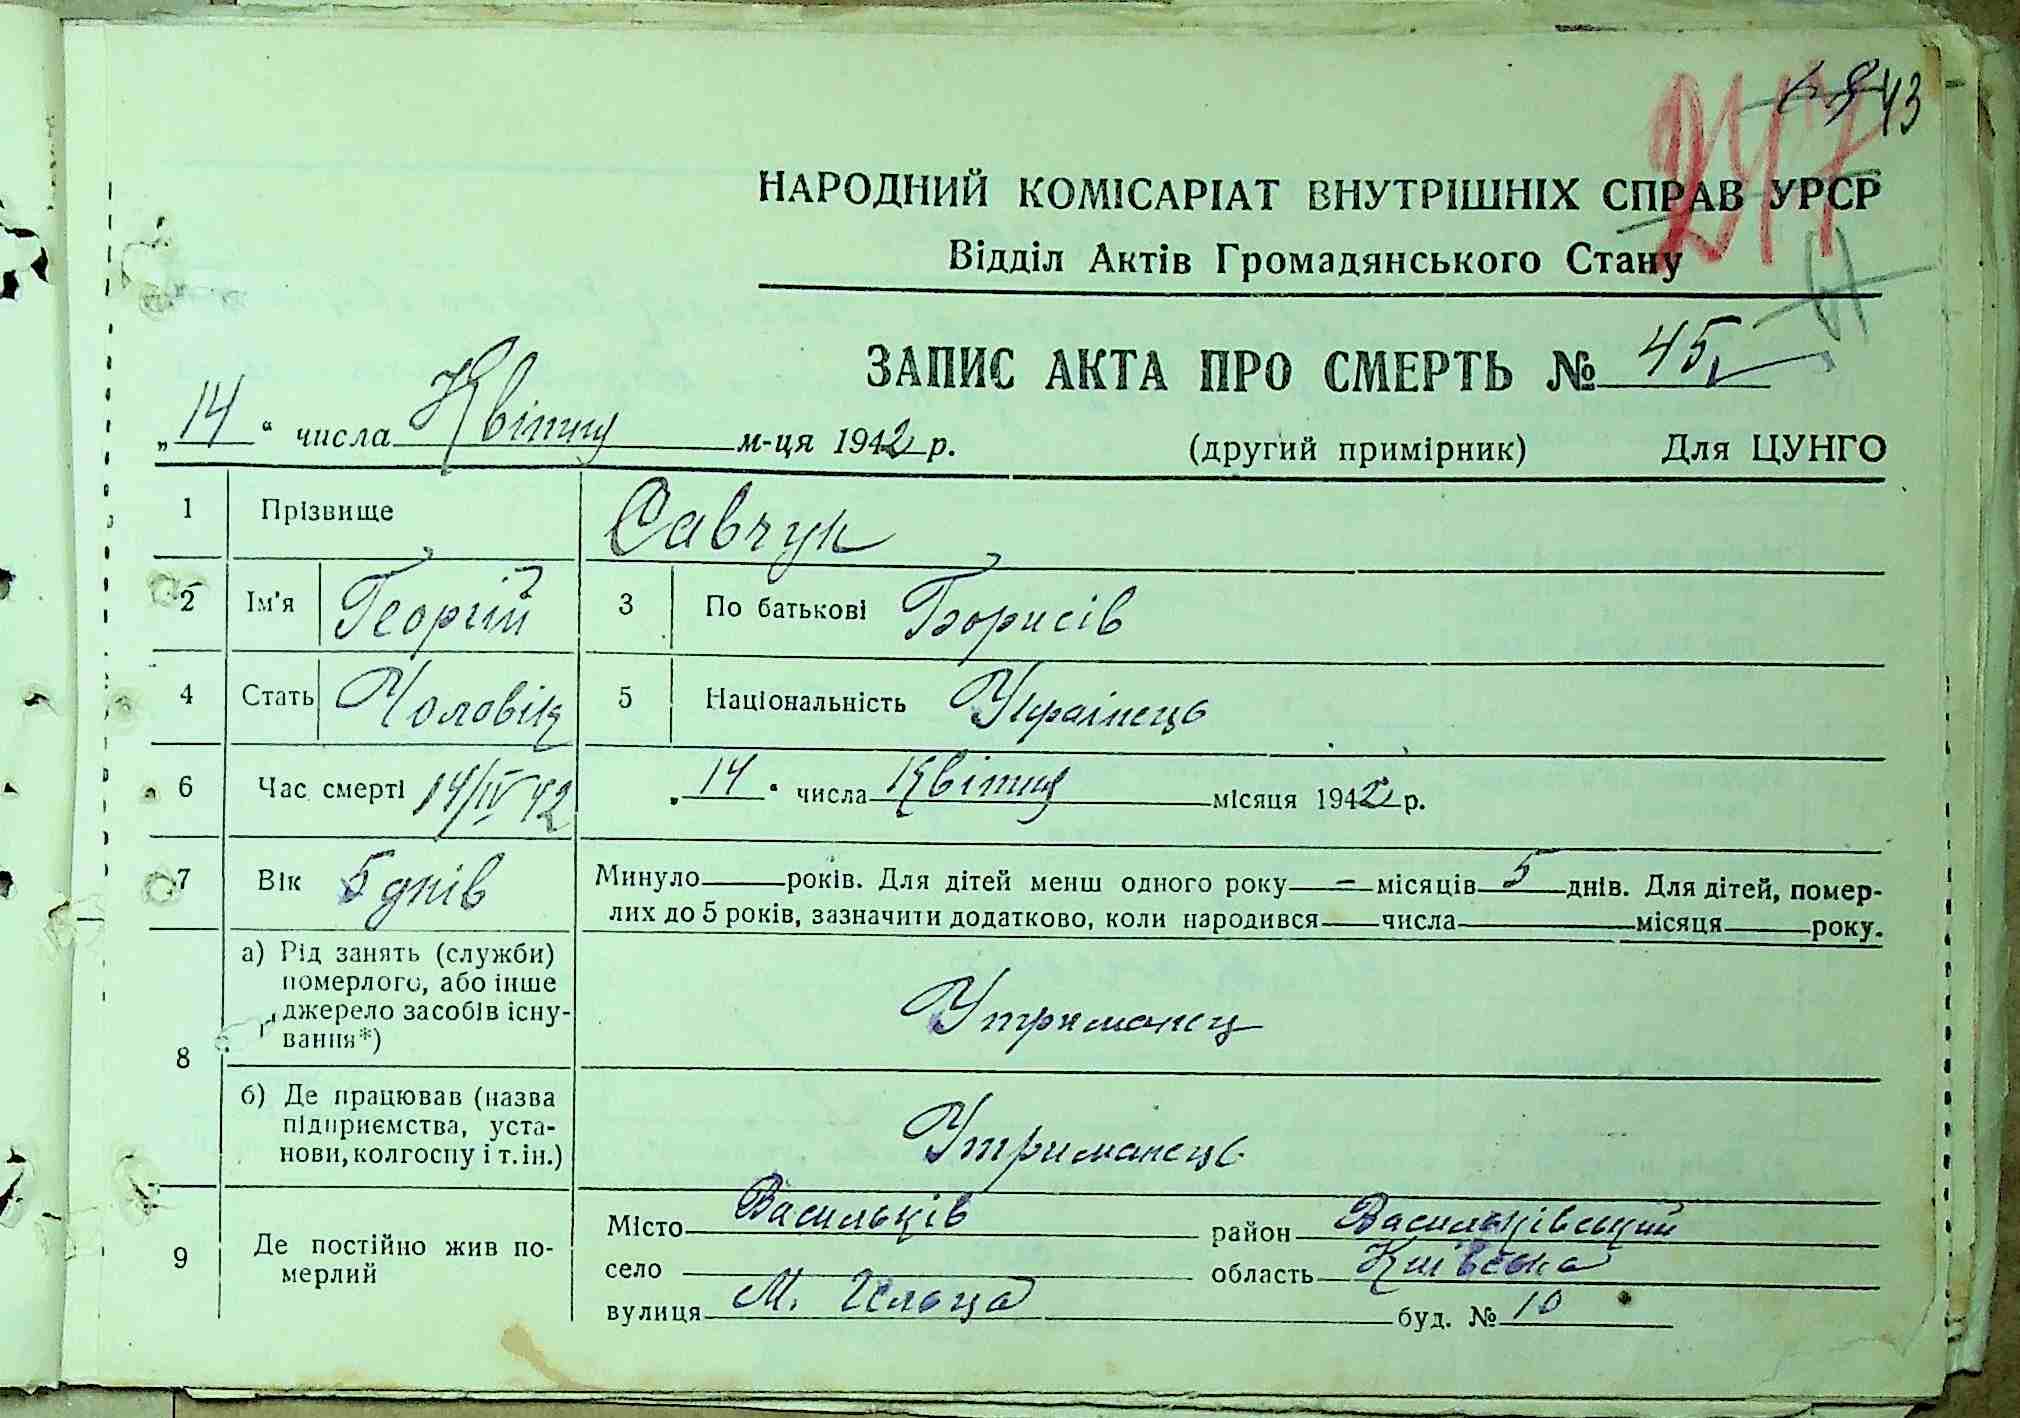 43
НАРОДНИЙ КОМІСАРІАТ ВНУТРІШНІХ СПРАВ УРСР
Відділ Актів Громадянського Стану
ЗАПИС АКТА ПРО СМЕРТЬ № 45
„14“ числа Квітня м-ця 1942 р. (другий примірник) Для ЦУНГО
1 Прізвище Савчук
2 Ім'я Георгій 3 По батькові Борисів
4 Стать Чоловік 5 Національність Українець
6 Час смерті 14/IV 42 „14“ числа Квітня місяця 1942 р.
7 Вік 5 днів Минуло років. Для дітей менш одного року – місяців 5 днів. Для дітей, помер-
лих до 5 років, зазначити додатково, коли народився числа місяця року.
8 а) Рід занять (служби)
померлого, або інше
джерело засобів існу-
вання*)
Утриманец
б) Де працював (назва
підприємства, уста-
нови, колгоспу і т. ін.)
Утриманець
9 Де постійно жив по-
мерлий
Місто Васильків район Васильківський
село область Київська
вулиця М. буд. № 10